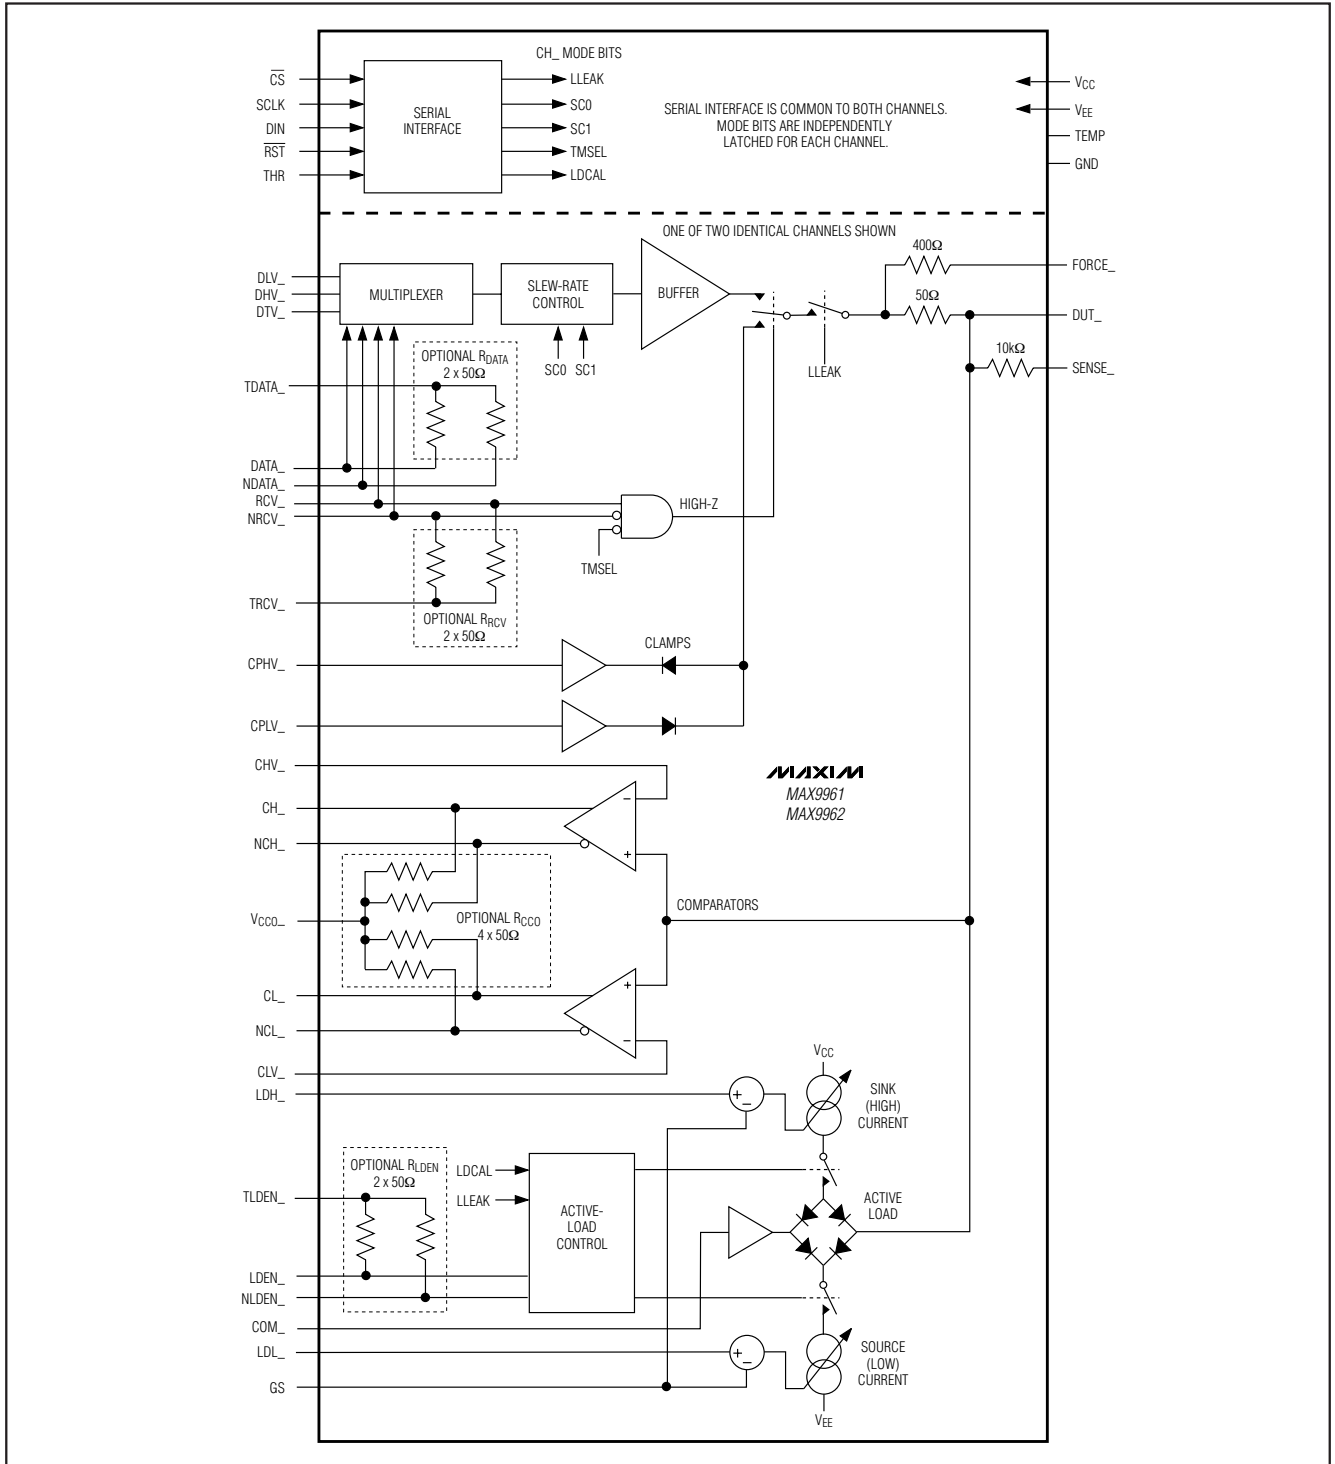 CH_ MODE BITS
CS
SCLK
DIN
RST
THR
SERIAL
INTERFACE
LLEAK
SC0
SC1
TMSEL
LDCAL
SERIAL INTERFACE IS COMMON TO BOTH CHANNELS.
MODE BITS ARE INDEPENDENTLY
LATCHED FOR EACH CHANNEL.
VCC
VEE
TEMP
GND
ONE OF TWO IDENTICAL CHANNELS SHOWN
DLV_
DHV_
DTV_
MULTIPLEXER
SLEW-RATE
CONTROL
BUFFER
400Ω
FORCE_
50Ω
DUT_
10kΩ
SENSE_
SC0 SC1
LLEAK
OPTIONAL RDATA
2 x 50Ω
TDATA_
DATA_
NDATA_
RCV_
NRCV_
HIGH-Z
TMSEL
TRCV_
OPTIONAL RRCV
2 x 50Ω
CPHV_
CLAMPS
CPLV_
CHV_
CH_
NCH_
−
+
MAXIM
MAX9961
MAX9962
VCCO_
OPTIONAL RCCO
4 x 50Ω
COMPARATORS
CL_
NCL_
CLV_
+
−
LDH_
+
−
VCC
SINK
(HIGH)
CURRENT
OPTIONAL RLDEN
2 x 50Ω
TLDEN_
LDEN_
NLDEN_
LDCAL
LLEAK
ACTIVE-
LOAD
CONTROL
ACTIVE
LOAD
COM_
LDL_
GS
+
−
SOURCE
(LOW)
CURRENT
VEE